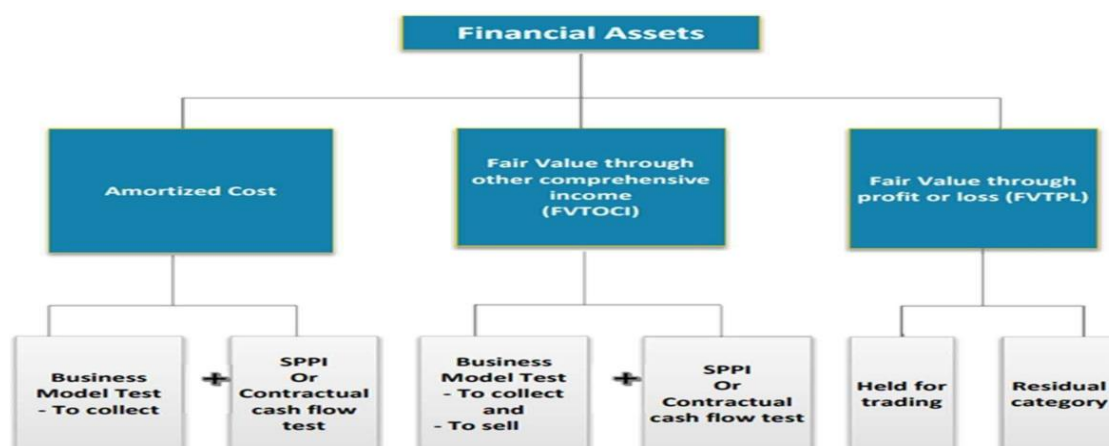 Financial Assets
Amortized Cost
Fair Value through
other comprehensive
income
(FVTOCI)
Fair Value through
profit or loss (FVTPL)
Business
Model Test
- To collect
+
SPPI
Or
Contractual
cash flow
test
Business
Model Test
- To collect
and
- To sell
+
SPPI
Or
Contractual
cash flow test
Held for
trading
Residual
category